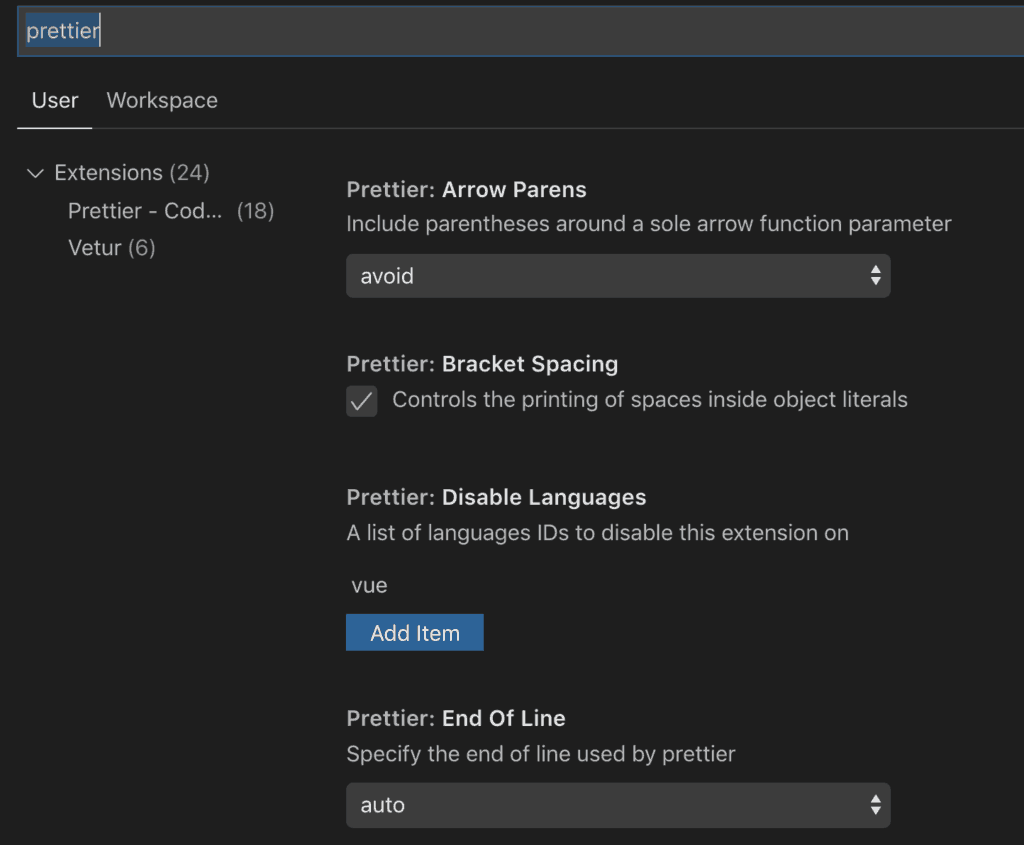 prettier
User Workspace
Extensions (24)
Prettier - Cod... (18)
Vetur (6)
Prettier: Arrow Parens
Include parentheses around a sole arrow function parameter
avoid
Prettier: Bracket Spacing
Controls the printing of spaces inside object literals
Prettier: Disable Languages
A list of languages IDs to disable this extension on
vue
Add Item
Prettier: End Of Line
Specify the end of line used by prettier
auto